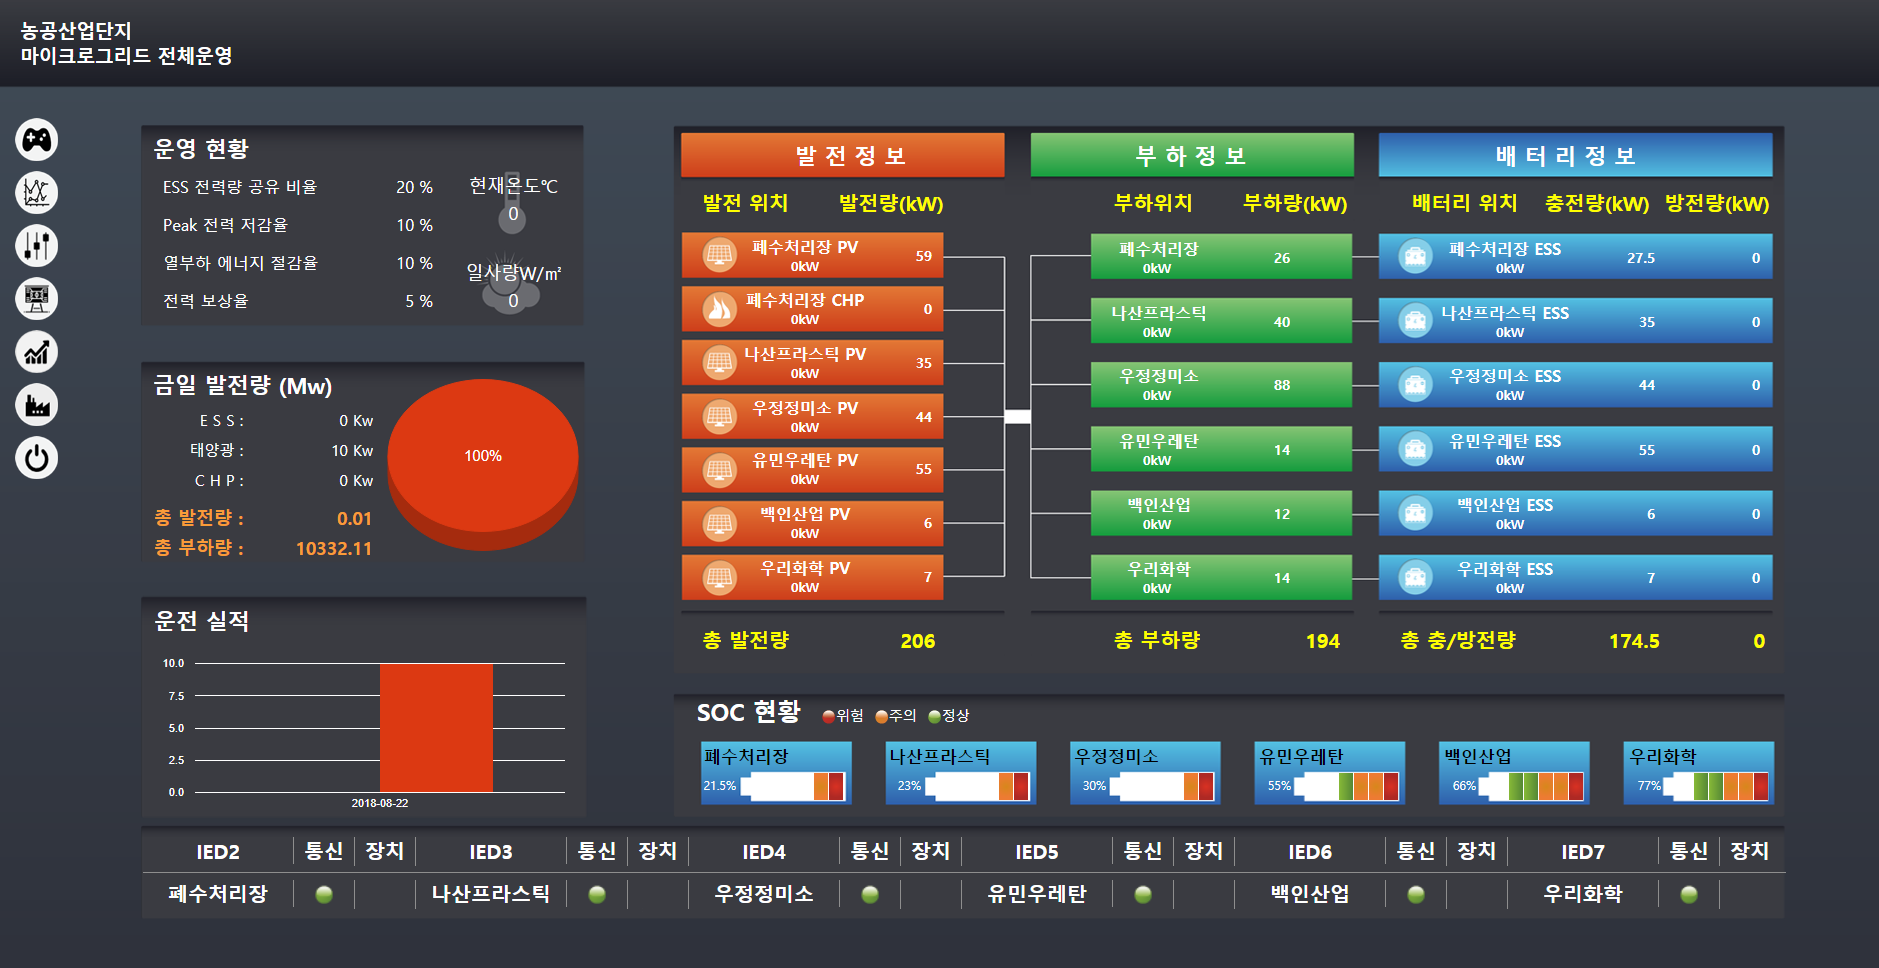 농공산업단지
마이크로그리드 전체운영
운영 현황
ESS 전력량 공유 비율 20 %
Peak 전력 저감율 10 %
열부하 에너지 절감율 10 %
전력 보상율 5 %
현재온도℃
0
일사량W/㎡
0
금일 발전량 (Mw)
E S S : 0 Kw
태양광 : 10 Kw
C H P : 0 Kw
총 발전량 : 0.01
총 부하량 : 10332.11
100%
운전 실적
10.0
7.5
5.0
2.5
0.0
2018-08-22
발 전 정 보
발전 위치 발전량(kW)
폐수처리장 PV 59
0kW
폐수처리장 CHP 0
0kW
나산프라스틱 PV 35
0kW
우정정미소 PV 44
0kW
유민우레탄 PV 55
0kW
백인산업 PV 6
0kW
우리화학 PV 7
0kW
총 발전량 206
부 하 정 보
부하위치 부하량(kW)
폐수처리장 26
0kW
나산프라스틱 40
0kW
우정정미소 88
0kW
유민우레탄 14
0kW
백인산업 12
0kW
우리화학 14
0kW
총 부하량 194
배 터 리 정 보
배터리 위치 충전량(kW) 방전량(kW)
폐수처리장 ESS 27.5 0
0kW
나산프라스틱 ESS 35 0
0kW
우정정미소 ESS 44 0
0kW
유민우레탄 ESS 55 0
0kW
백인산업 ESS 6 0
0kW
우리화학 ESS 7 0
0kW
총 충/방전량 174.5 0
SOC 현황 위험 주의 정상
폐수처리장
21.5%
나산프라스틱
23%
우정정미소
30%
유민우레탄
55%
백인산업
66%
우리화학
77%
IED2 통신 장치 IED3 통신 장치 IED4 통신 장치 IED5 통신 장치 IED6 통신 장치 IED7 통신 장치
폐수처리장 나산프라스틱 우정정미소 유민우레탄 백인산업 우리화학